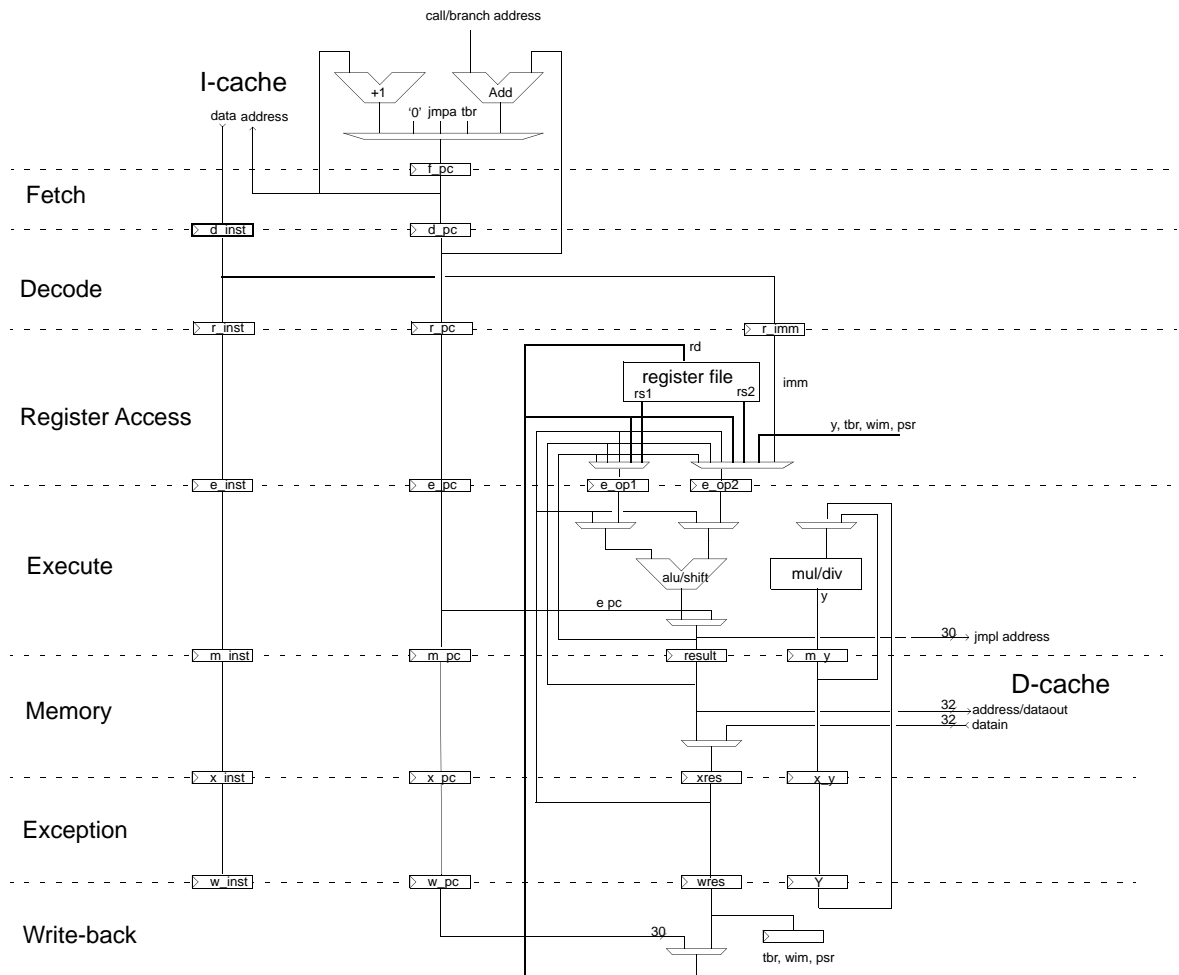 call/branch address
I-cache
+1
Add
data address
'0' jmpa tbr
f_pc
Fetch
d_inst
d_pc
Decode
r_inst
r_pc
r_imm
rd
register file
rs1
rs2
imm
Register Access
y, tbr, wim, psr
e_inst
e_pc
e_op1
e_op2
Execute
alu/shift
mul/div
y
e pc
30
jmpl address
m_inst
m_pc
result
m_y
D-cache
Memory
32
address/dataout
32
datain
x_inst
x_pc
xres
x_y
Exception
w_inst
w_pc
wres
Y
Write-back
30
tbr, wim, psr